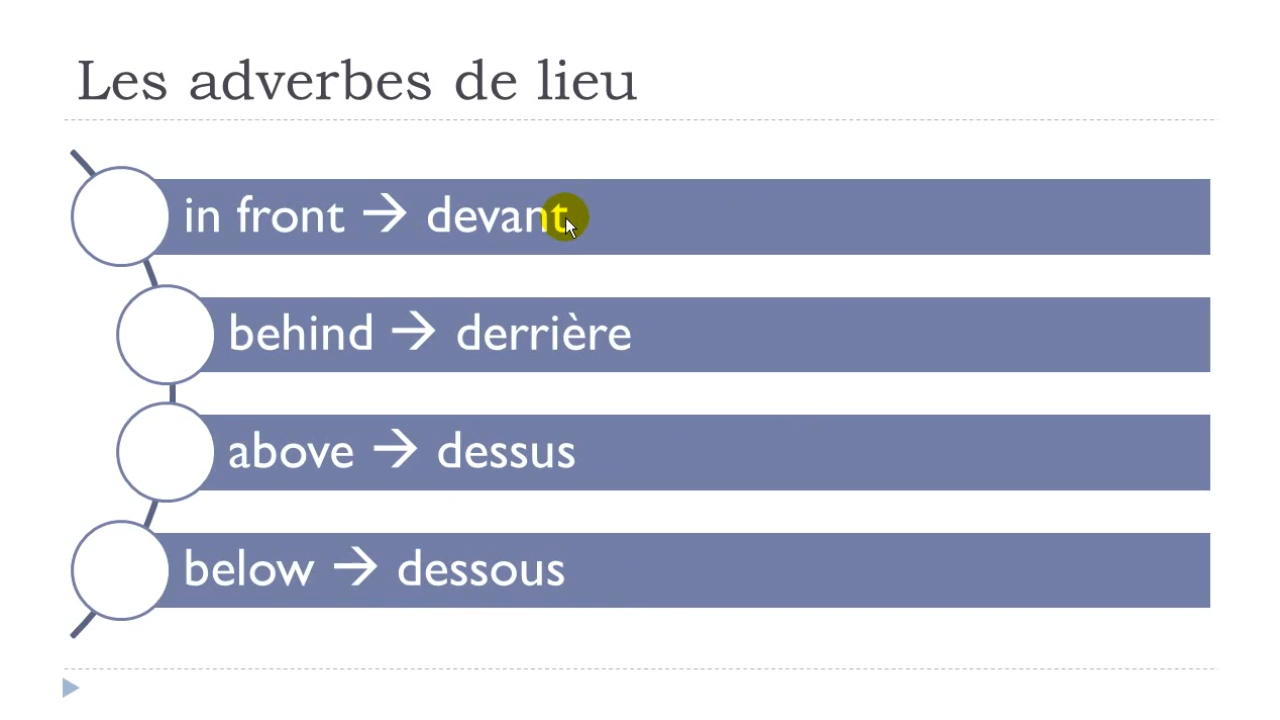 Les adverbes de lieu
in front → devant
behind → derrière
above → dessus
below → dessous